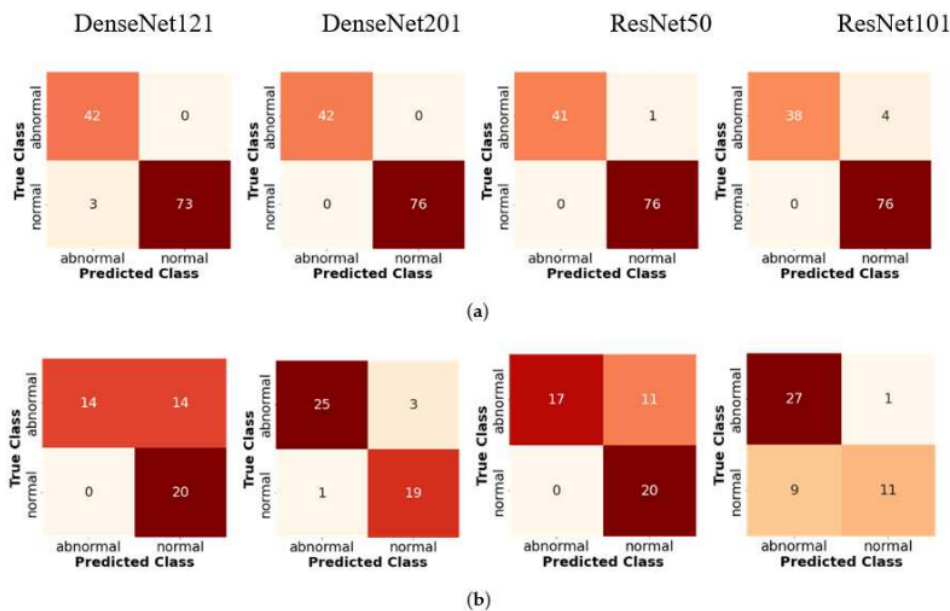 DenseNet121 DenseNet201 ResNet50 ResNet101
True Class abnormal 42 0
normal 3 73
abnormal normal
Predicted Class
True Class abnormal 42 0
normal 0 76
abnormal normal
Predicted Class
True Class abnormal 41 1
normal 0 76
abnormal normal
Predicted Class
True Class abnormal 38 4
normal 0 76
abnormal normal
Predicted Class
(a)
True Class abnormal 14 14
normal 0 20
abnormal normal
Predicted Class
True Class abnormal 25 3
normal 1 19
abnormal normal
Predicted Class
True Class abnormal 17 11
normal 0 20
abnormal normal
Predicted Class
True Class abnormal 27 1
normal 9 11
abnormal normal
Predicted Class
(b)